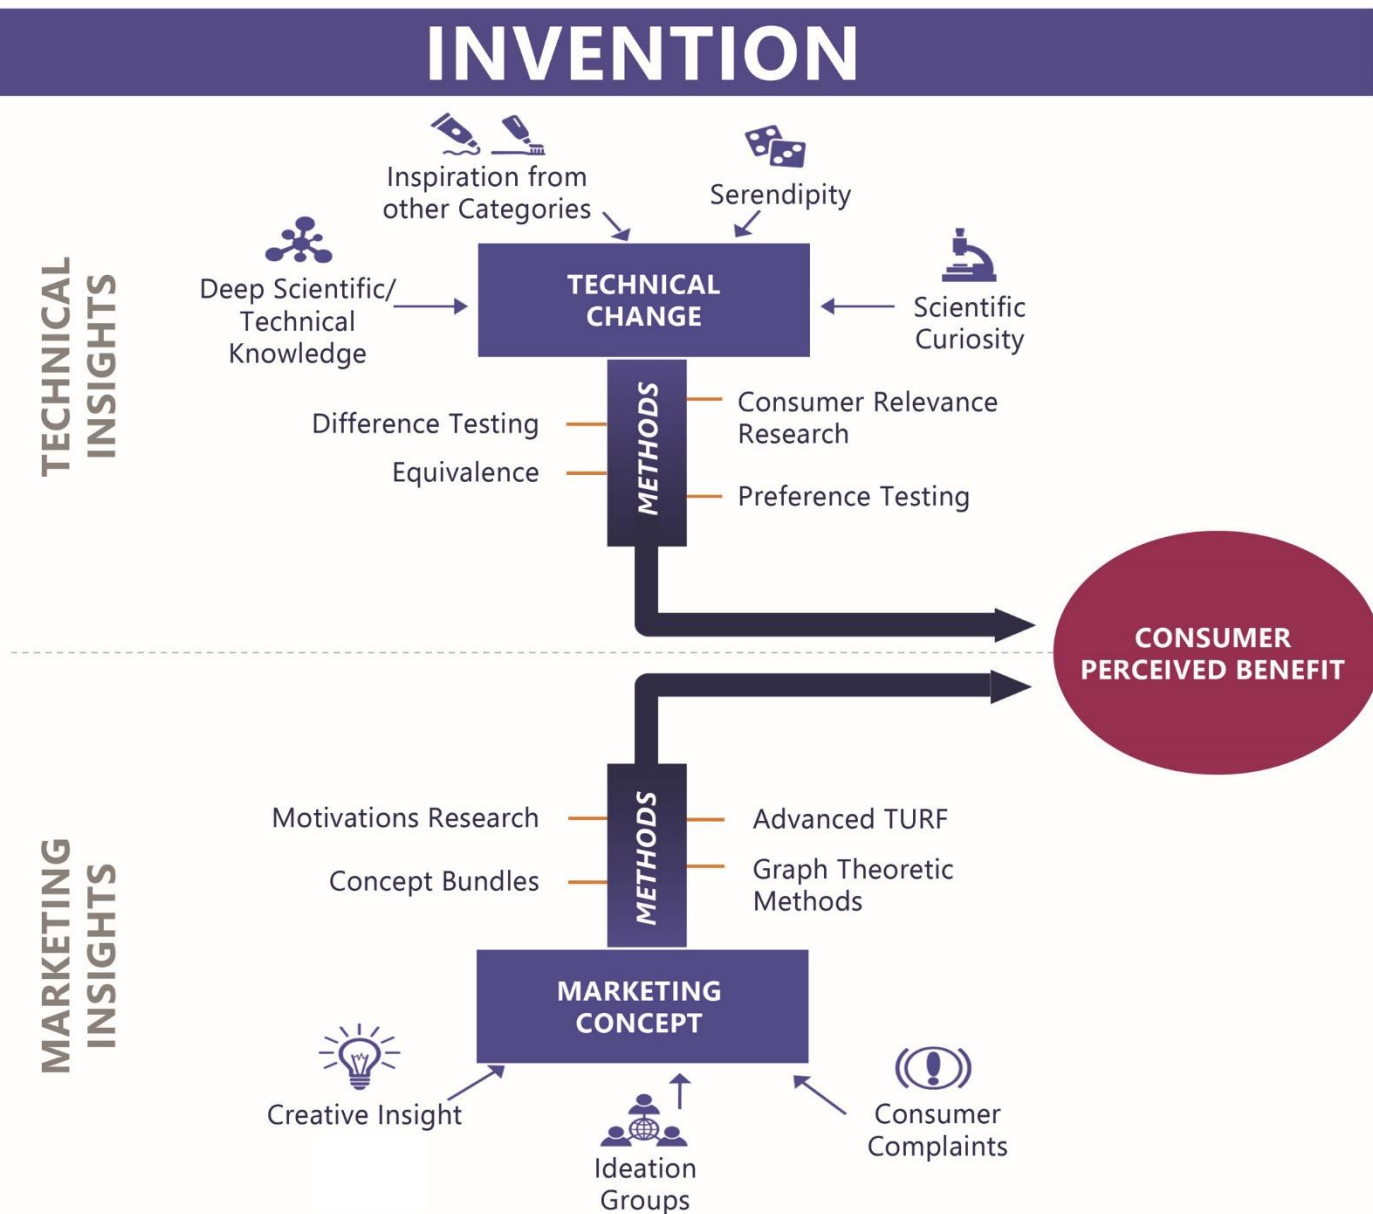 INVENTION
TECHNICAL
INSIGHTS
Inspiration from
other Categories
Serendipity
Deep Scientific/
Technical
Knowledge
TECHNICAL
CHANGE
Scientific
Curiosity
METHODS
Difference Testing
Equivalence
Consumer Relevance
Research
Preference Testing
CONSUMER
PERCEIVED BENEFIT
MARKETING
INSIGHTS
METHODS
Motivations Research
Concept Bundles
Advanced TURF
Graph Theoretic
Methods
MARKETING
CONCEPT
Creative Insight
Ideation
Groups
Consumer
Complaints